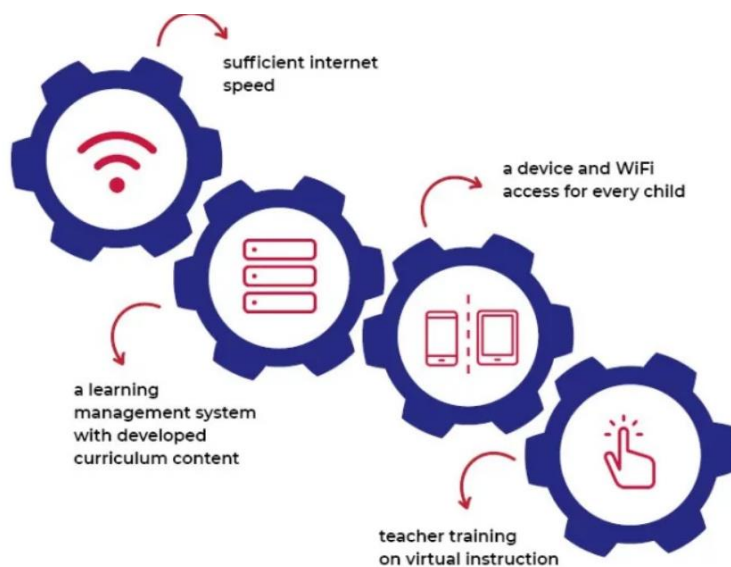 sufficient internet
speed
a device and WiFi
access for every child
a learning
management system
with developed
curriculum content
teacher training
on virtual instruction